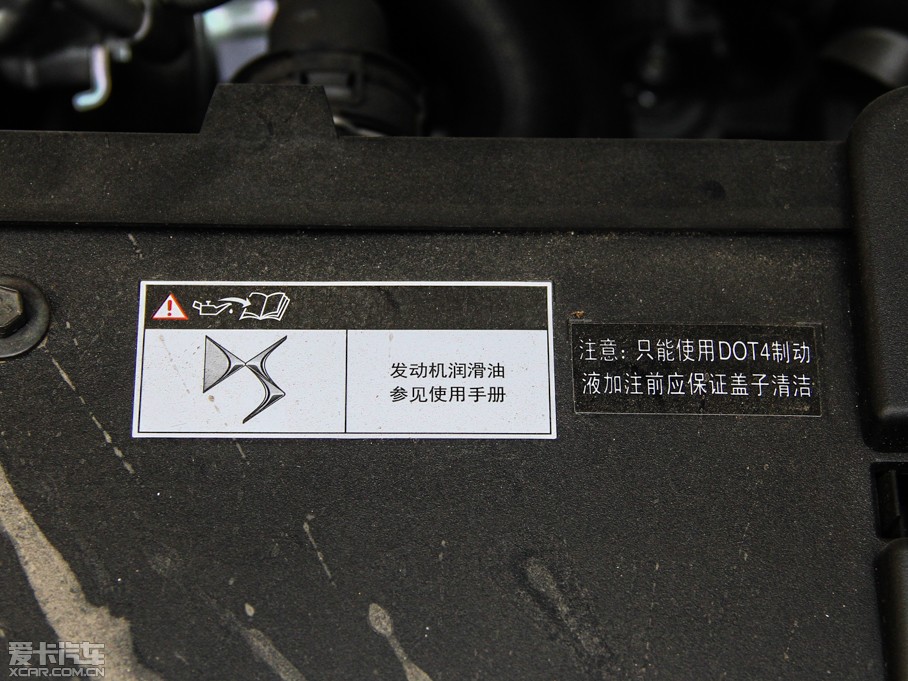 发动机润滑油
参见使用手册
注意：只能使用DOT4制动
液加注前应保证盖子清洁
爱卡汽车
XCAR.COM.CN